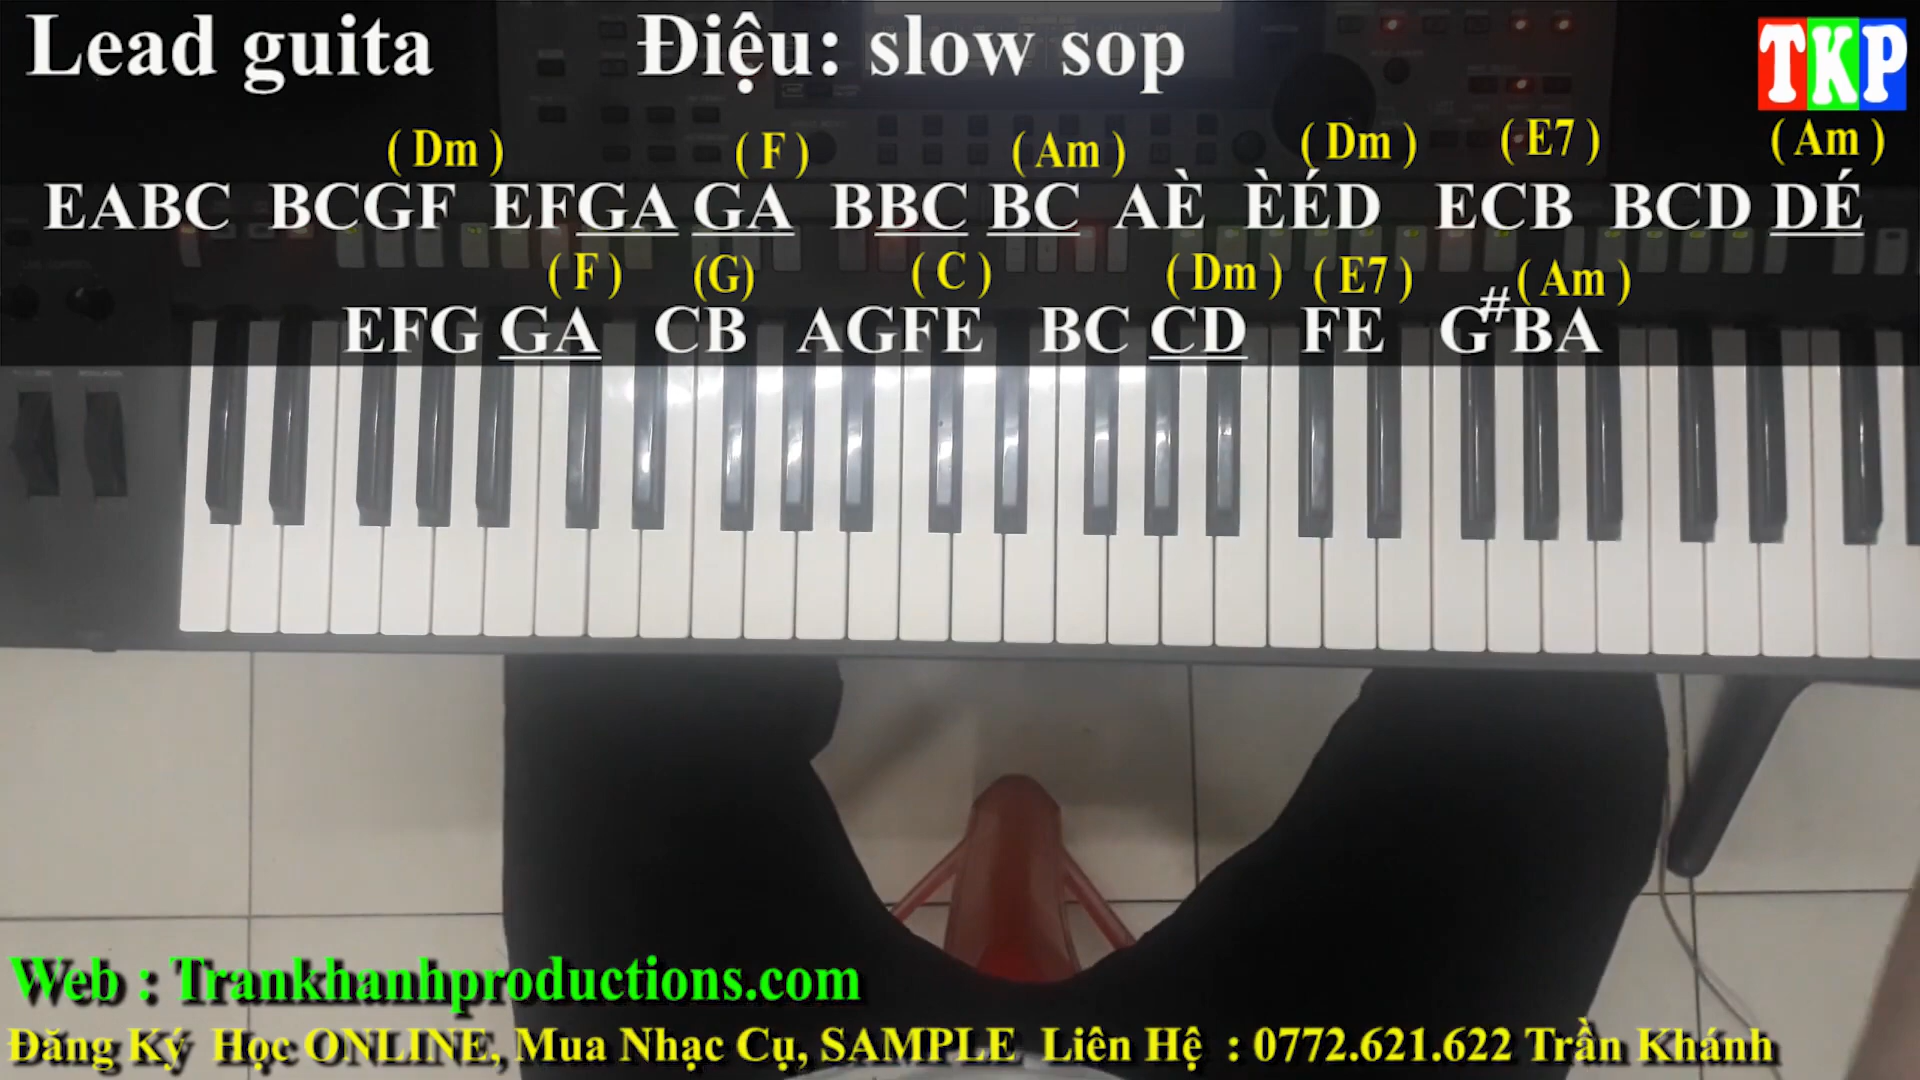 Lead guita Điệu: slow sop
TKP
( Dm ) ( F ) ( Am ) ( Dm ) ( E7 ) ( Am )
EABC BCGF EFGA GA BBC BC AÈ ÈÉD ECB BCD DÉ
( F ) (G) ( C ) ( Dm ) ( E7 ) ( Am )
EFG GA CB AGFE BC CD FE G#BA
Web : Trankhanhproductions.com
Đăng Ký Học ONLINE, Mua Nhạc Cụ, SAMPLE Liên Hệ : 0772.621.622 Trần Khánh